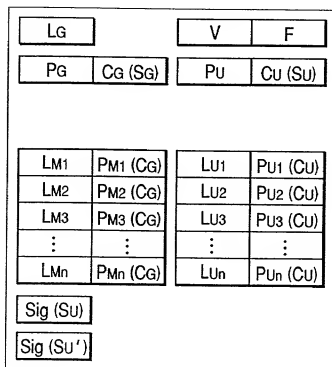 LG V F
PG CG (SG) PU CU (SU)
LM1 PM1 (CG) LU1 PU1 (CU)
LM2 PM2 (CG) LU2 PU2 (CU)
LM3 PM3 (CG) LU3 PU3 (CU)
⋮ ⋮ ⋮ ⋮
LMn PMn (CG) LUn PUn (CU)
Sig (SU)
Sig (SU')